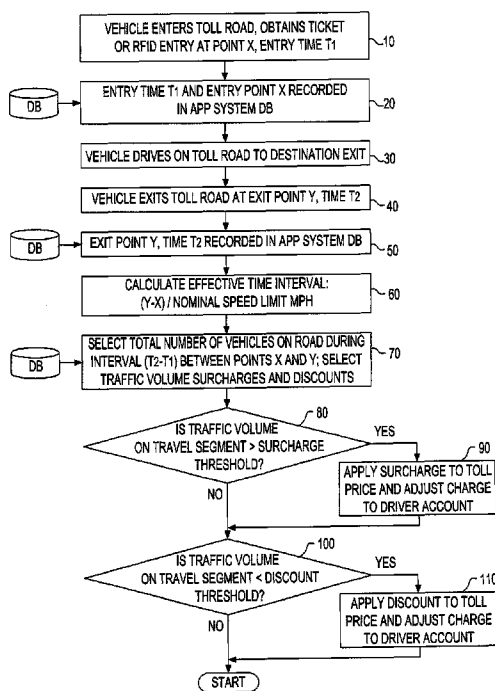 VEHICLE ENTERS TOLL ROAD, OBTAINS TICKET
OR RFID ENTRY AT POINT X, ENTRY TIME T1
10
DB
ENTRY TIME T1 AND ENTRY POINT X RECORDED
IN APP SYSTEM DB
20
VEHICLE DRIVES ON TOLL ROAD TO DESTINATION EXIT
30
VEHICLE EXITS TOLL ROAD AT EXIT POINT Y, TIME T2
40
DB
EXIT POINT Y, TIME T2 RECORDED IN APP SYSTEM DB
50
CALCULATE EFFECTIVE TIME INTERVAL:
(Y-X) / NOMINAL SPEED LIMIT MPH
60
DB
SELECT TOTAL NUMBER OF VEHICLES ON ROAD DURING
INTERVAL (T2-T1) BETWEEN POINTS X AND Y; SELECT
TRAFFIC VOLUME SURCHARGES AND DISCOUNTS
70
80
IS TRAFFIC VOLUME
ON TRAVEL SEGMENT > SURCHARGE
THRESHOLD?
YES
90
APPLY SURCHARGE TO TOLL
PRICE AND ADJUST CHARGE
TO DRIVER ACCOUNT
NO
100
IS TRAFFIC VOLUME
ON TRAVEL SEGMENT < DISCOUNT
THRESHOLD?
YES
110
APPLY DISCOUNT TO TOLL
PRICE AND ADJUST CHARGE
TO DRIVER ACCOUNT
NO
START